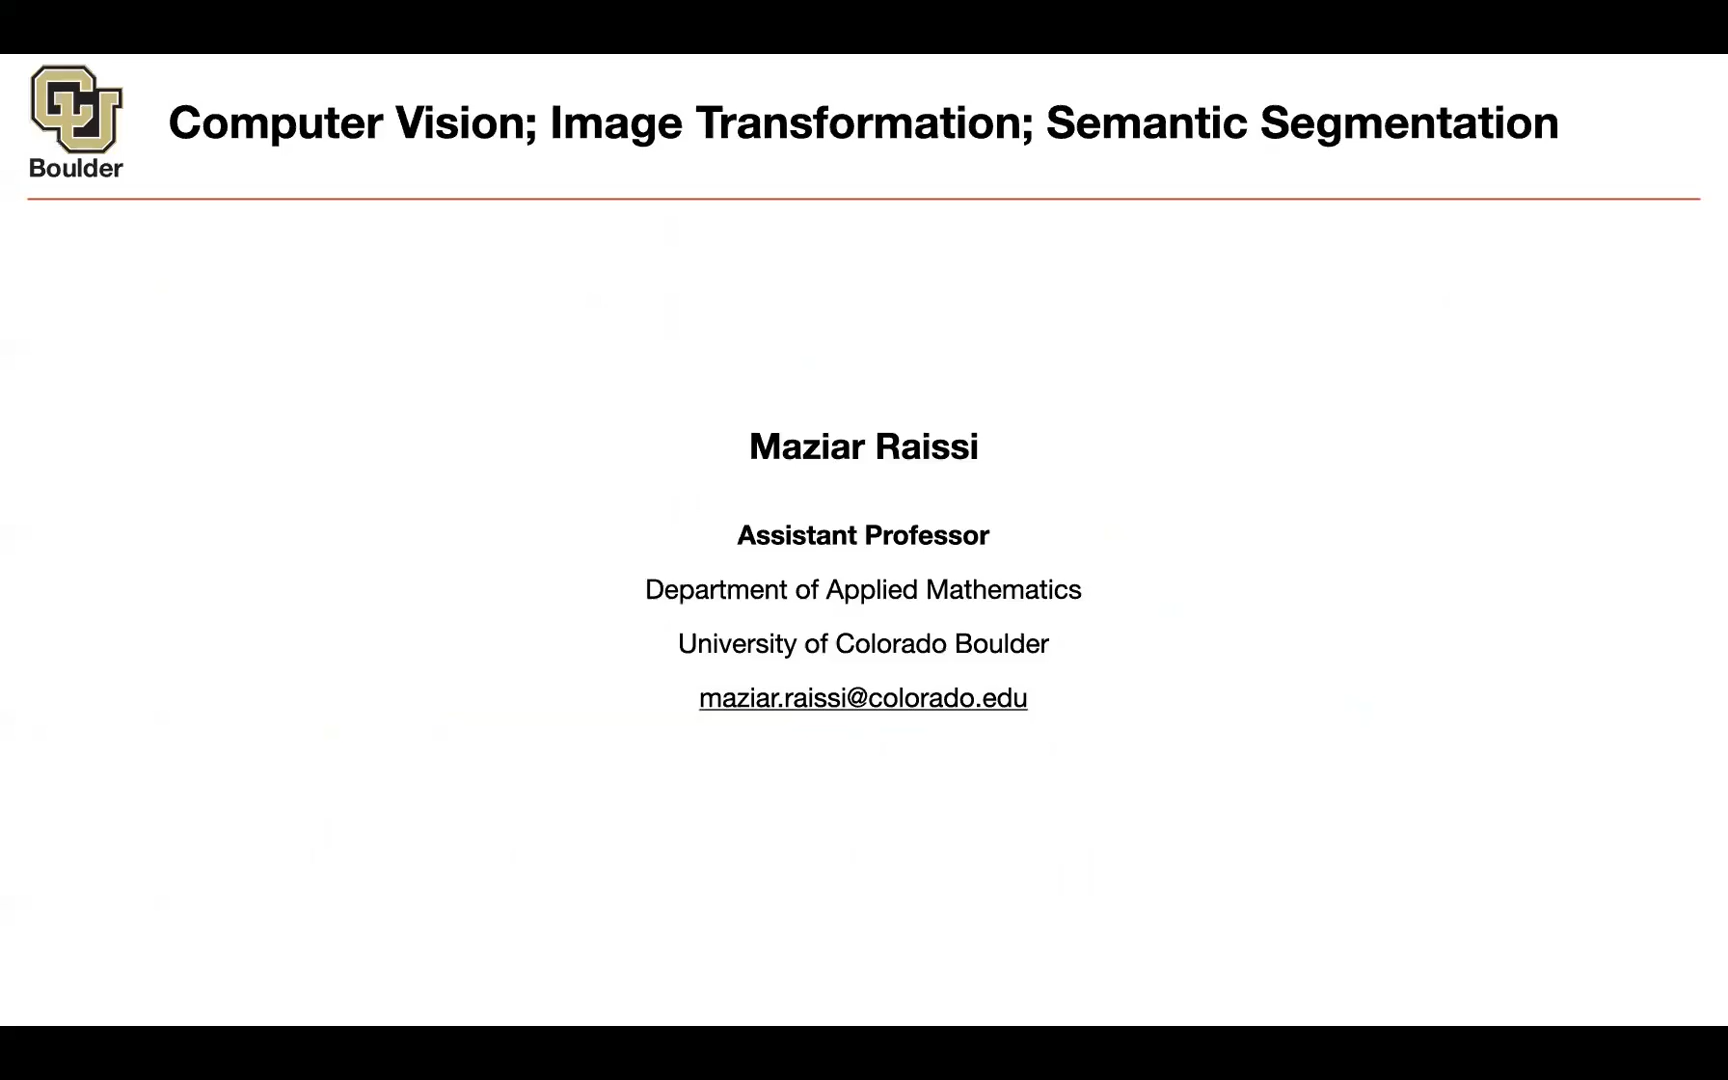 CU
Boulder
Computer Vision; Image Transformation; Semantic Segmentation
Maziar Raissi
Assistant Professor
Department of Applied Mathematics
University of Colorado Boulder
maziar.raissi@colorado.edu